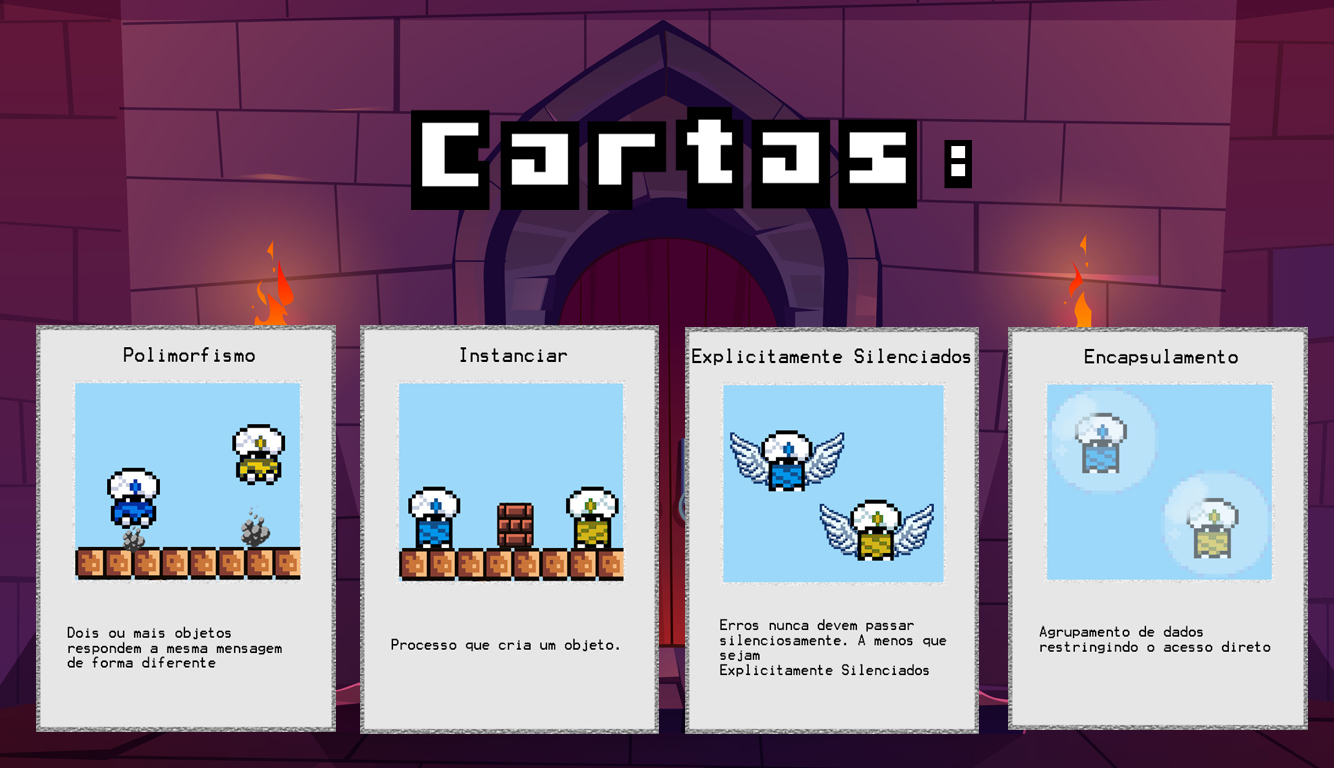 Cartas:
Polimorfismo
Dois ou mais objetos
respondem a mesma mensagem
de forma diferente
Instanciar
Processo que cria um objeto.
Explicitamente Silenciados
Erros nunca devem passar
silenciosamente. A menos que
sejam
Explicitamente Silenciados
Encapsulamento
Agrupamento de dados
restringindo o acesso direto